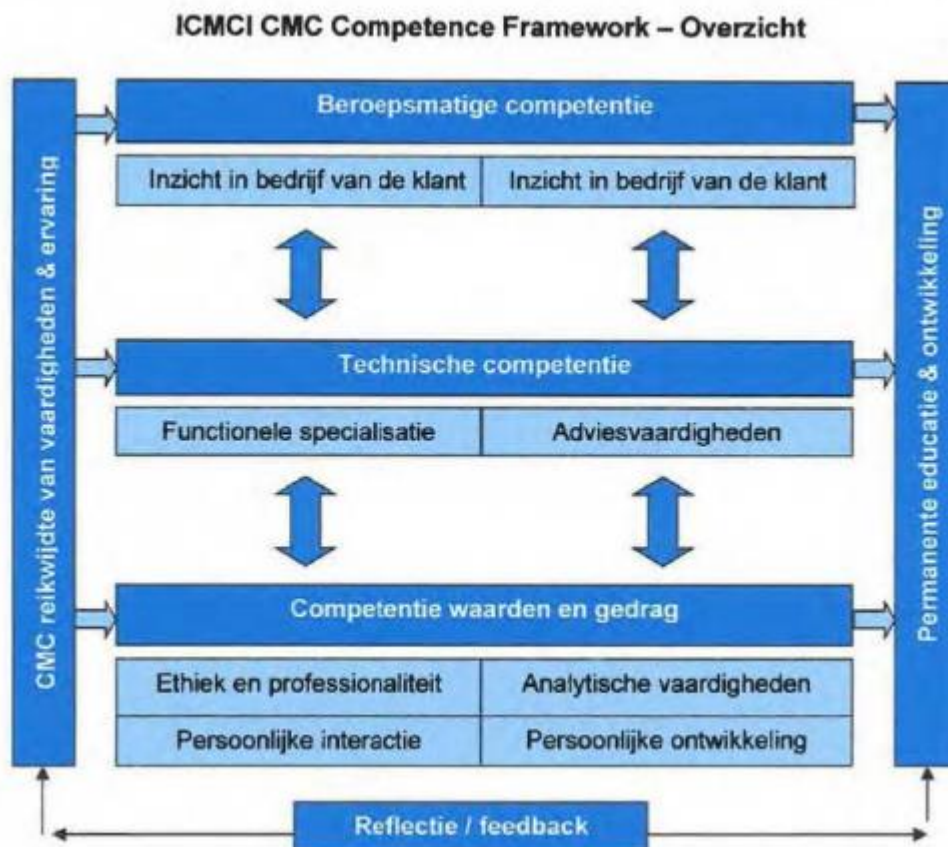 ICMCI CMC Competence Framework – Overzicht
CMC reikwijdte van vaardigheden & ervaring
Beroepsmatige competentie
Inzicht in bedrijf van de klant
Inzicht in bedrijf van de klant
Technische competentie
Functionele specialisatie
Adviesvaardigheden
Competentie waarden en gedrag
Ethiek en professionaliteit
Analytische vaardigheden
Persoonlijke interactie
Persoonlijke ontwikkeling
Permanente educatie & ontwikkeling
Reflectie / feedback